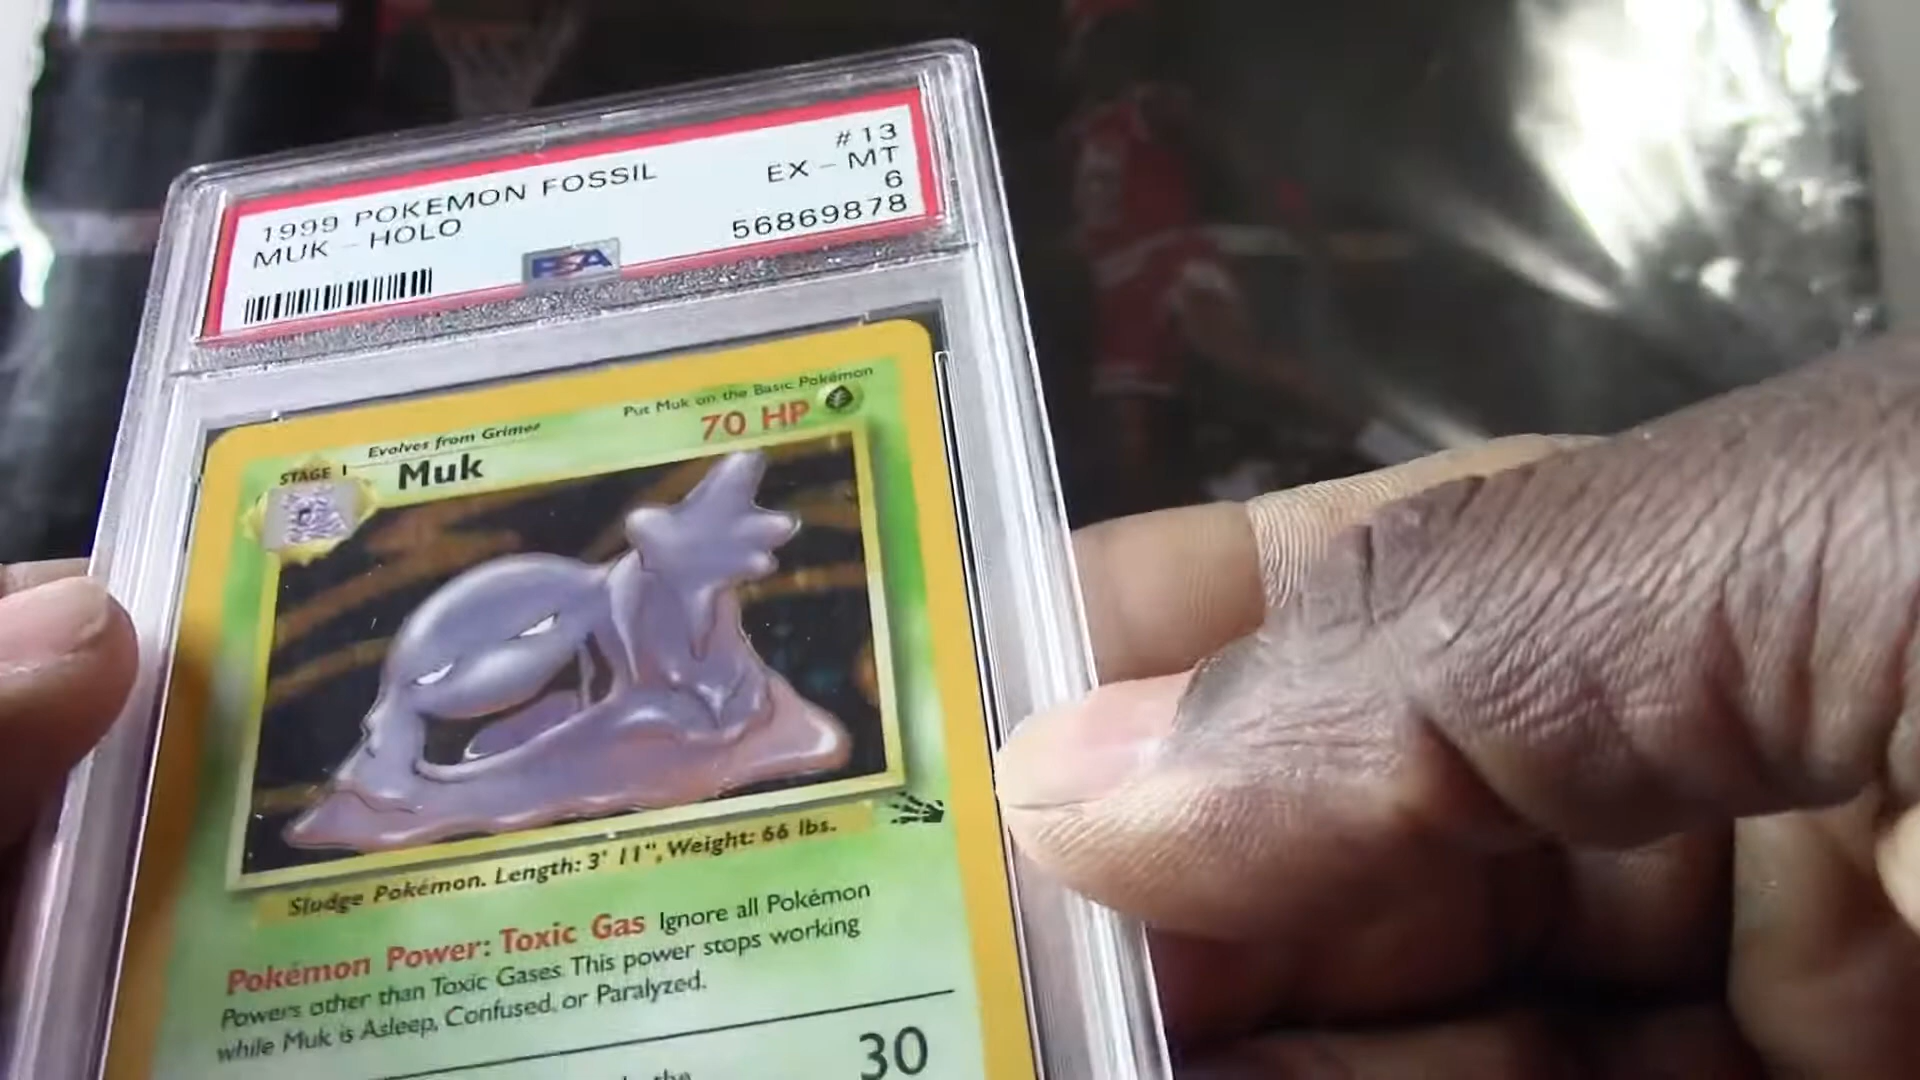 1999 POKEMON FOSSIL #13
MUK - HOLO EX - MT
6
PSA 56869878
Put Muk on the Basic Pokémon
Evolves from Grimer
STAGE 1 Muk 70 HP
Sludge Pokémon. Length: 3' 11", Weight: 66 lbs.
Pokémon Power: Toxic Gas Ignore all Pokémon
Powers other than Toxic Gases. This power stops working
while Muk is Asleep, Confused, or Paralyzed.
30
the